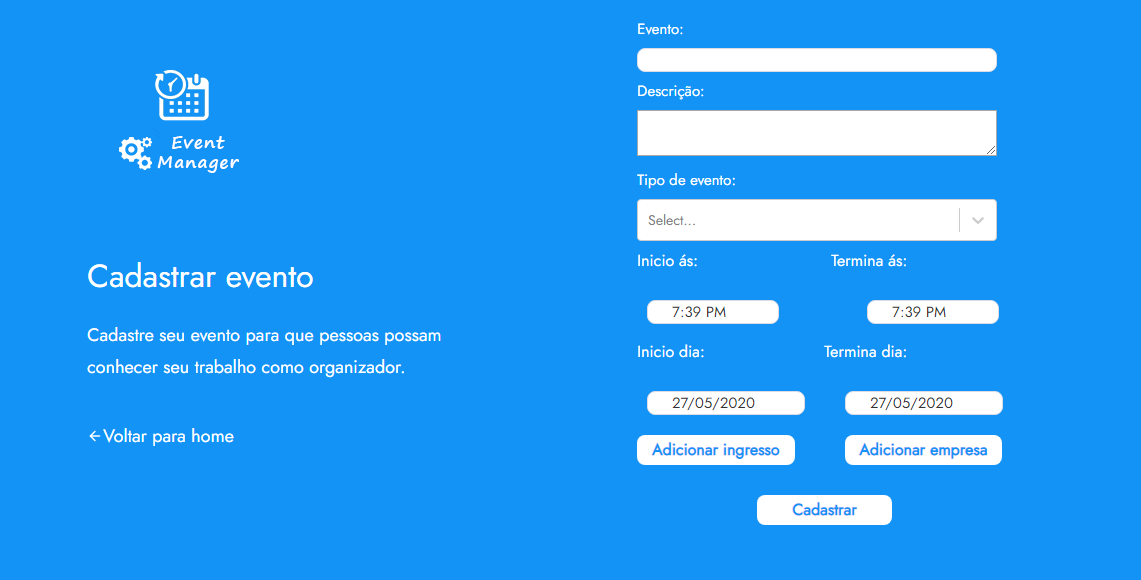 Event
Manager
Cadastrar evento
Cadastre seu evento para que pessoas possam
conhecer seu trabalho como organizador.
Voltar para home
Evento:
Descrição:
Tipo de evento:
Select...
Inicio ás: Termina ás:
7:39 PM 7:39 PM
Inicio dia: Termina dia:
27/05/2020 27/05/2020
Adicionar ingresso Adicionar empresa
Cadastrar